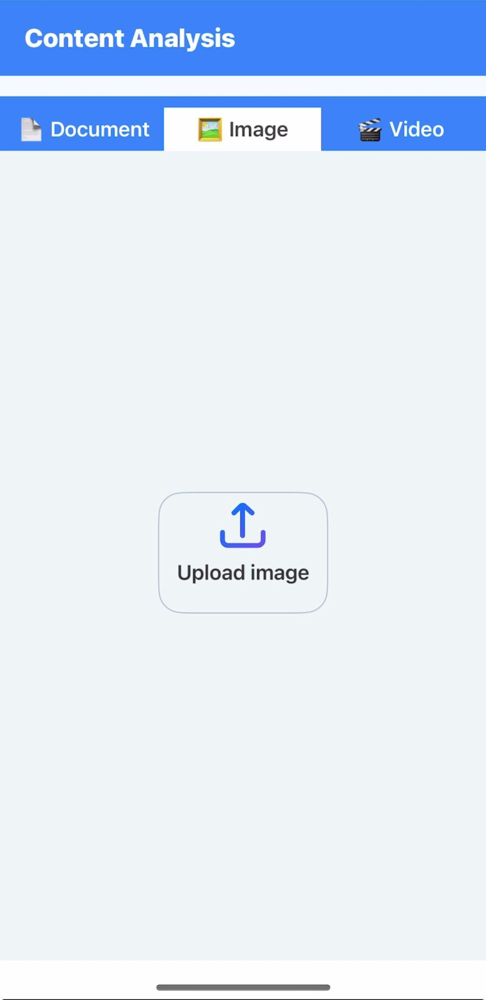 Content Analysis
Document
Image
Video
Upload image